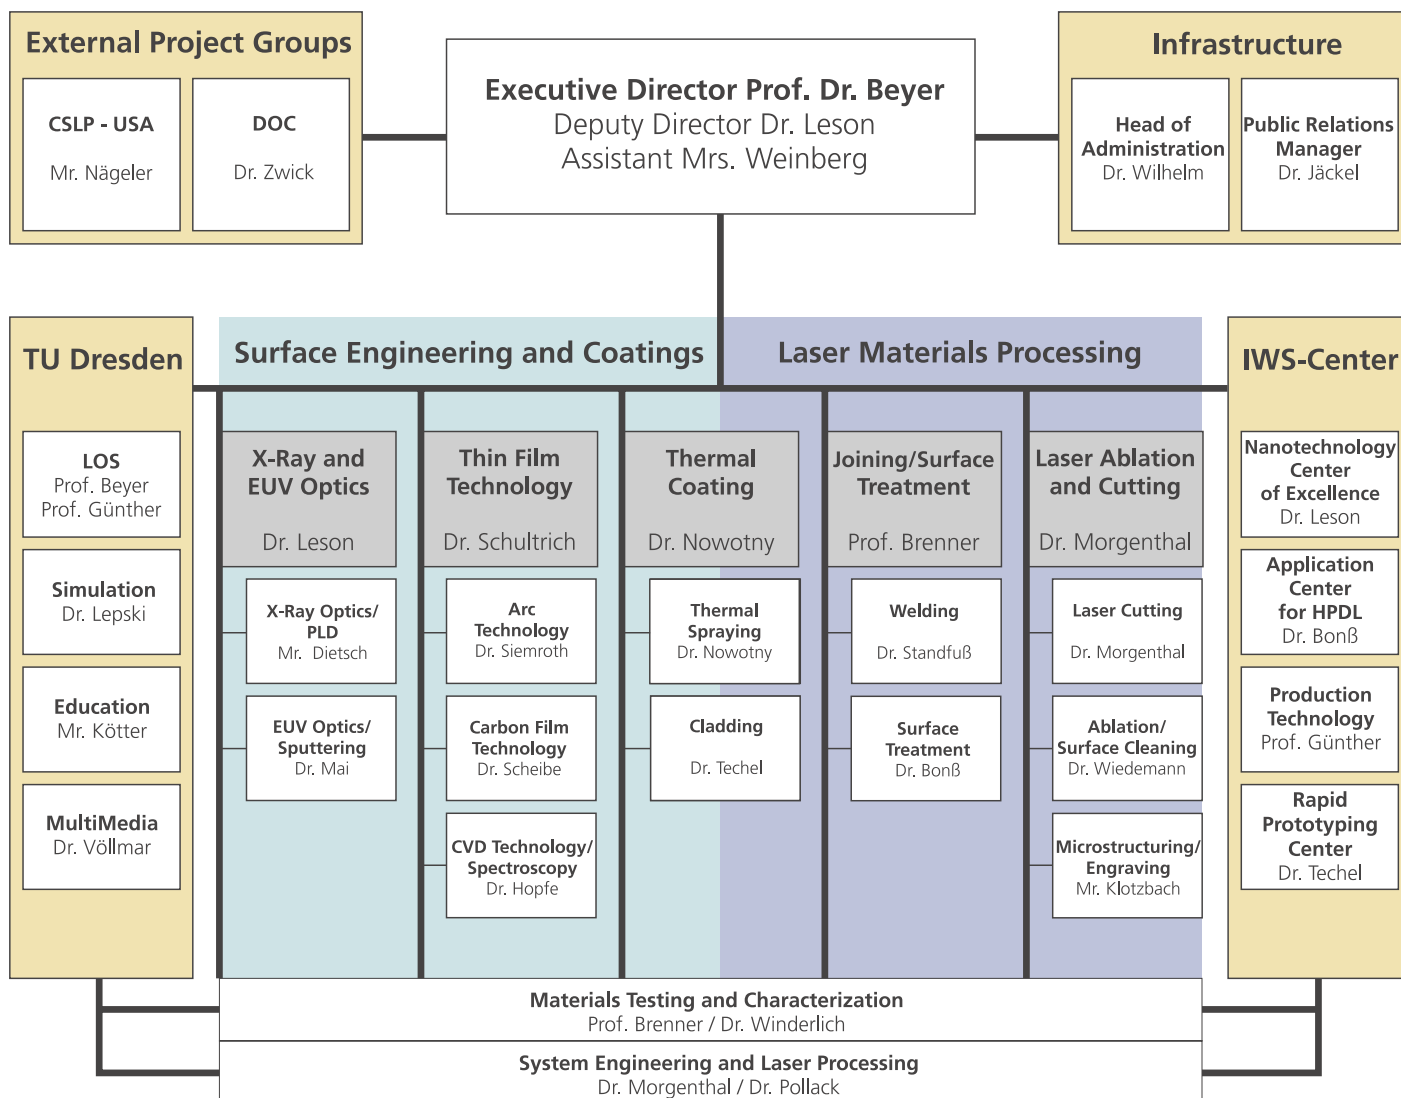 External Project Groups
CSLP - USA
Mr. Nägeler
DOC
Dr. Zwick
Executive Director Prof. Dr. Beyer
Deputy Director Dr. Leson
Assistant Mrs. Weinberg
Infrastructure
Head of
Administration
Dr. Wilhelm
Public Relations
Manager
Dr. Jäckel
TU Dresden
LOS
Prof. Beyer
Prof. Günther
Simulation
Dr. Lepski
Education
Mr. Kötter
MultiMedia
Dr. Völlmar
Surface Engineering and Coatings
Laser Materials Processing
X-Ray and
EUV Optics
Dr. Leson
X-Ray Optics/
PLD
Mr. Dietsch
EUV Optics/
Sputtering
Dr. Mai
Thin Film
Technology
Dr. Schultrich
Arc
Technology
Dr. Siemroth
Carbon Film
Technology
Dr. Scheibe
CVD Technology/
Spectroscopy
Dr. Hopfe
Thermal
Coating
Dr. Nowotny
Thermal
Spraying
Dr. Nowotny
Cladding
Dr. Techel
Joining/Surface
Treatment
Prof. Brenner
Welding
Dr. Standfuß
Surface
Treatment
Dr. Bonß
Laser Ablation
and Cutting
Dr. Morgenthal
Laser Cutting
Dr. Morgenthal
Ablation/
Surface Cleaning
Dr. Wiedemann
Microstructuring/
Engraving
Mr. Klotzbach
IWS-Center
Nanotechnology
Center
of Excellence
Dr. Leson
Application
Center
for HPDL
Dr. Bonß
Production
Technology
Prof. Günther
Rapid
Prototyping
Center
Dr. Techel
Materials Testing and Characterization
Prof. Brenner / Dr. Winderlich
System Engineering and Laser Processing
Dr. Morgenthal / Dr. Pollack